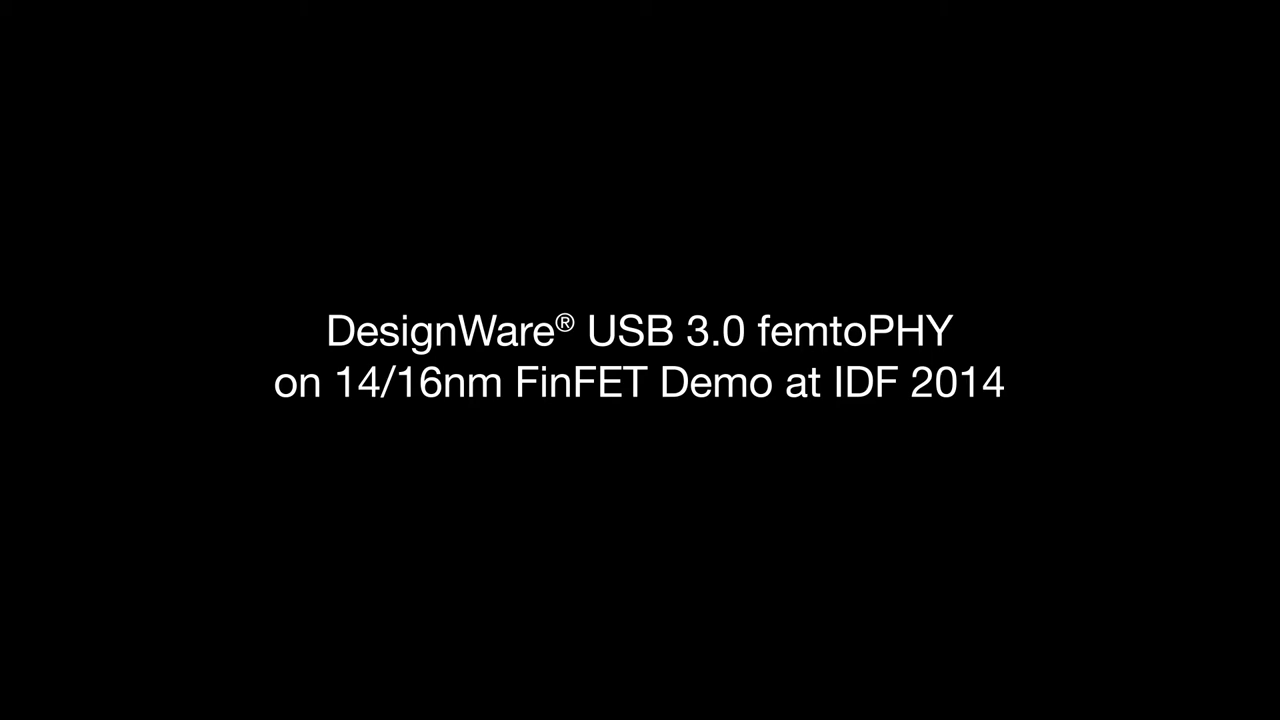 DesignWare® USB 3.0 femtoPHY
on 14/16nm FinFET Demo at IDF 2014